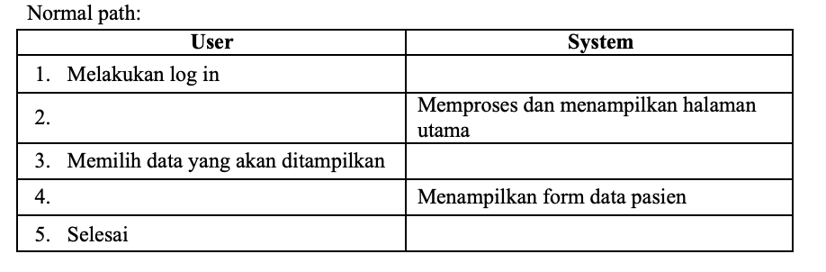 Normal path:
User System
1. Melakukan log in
2. Memproses dan menampilkan halaman
utama
3. Memilih data yang akan ditampilkan
4. Menampilkan form data pasien
5. Selesai